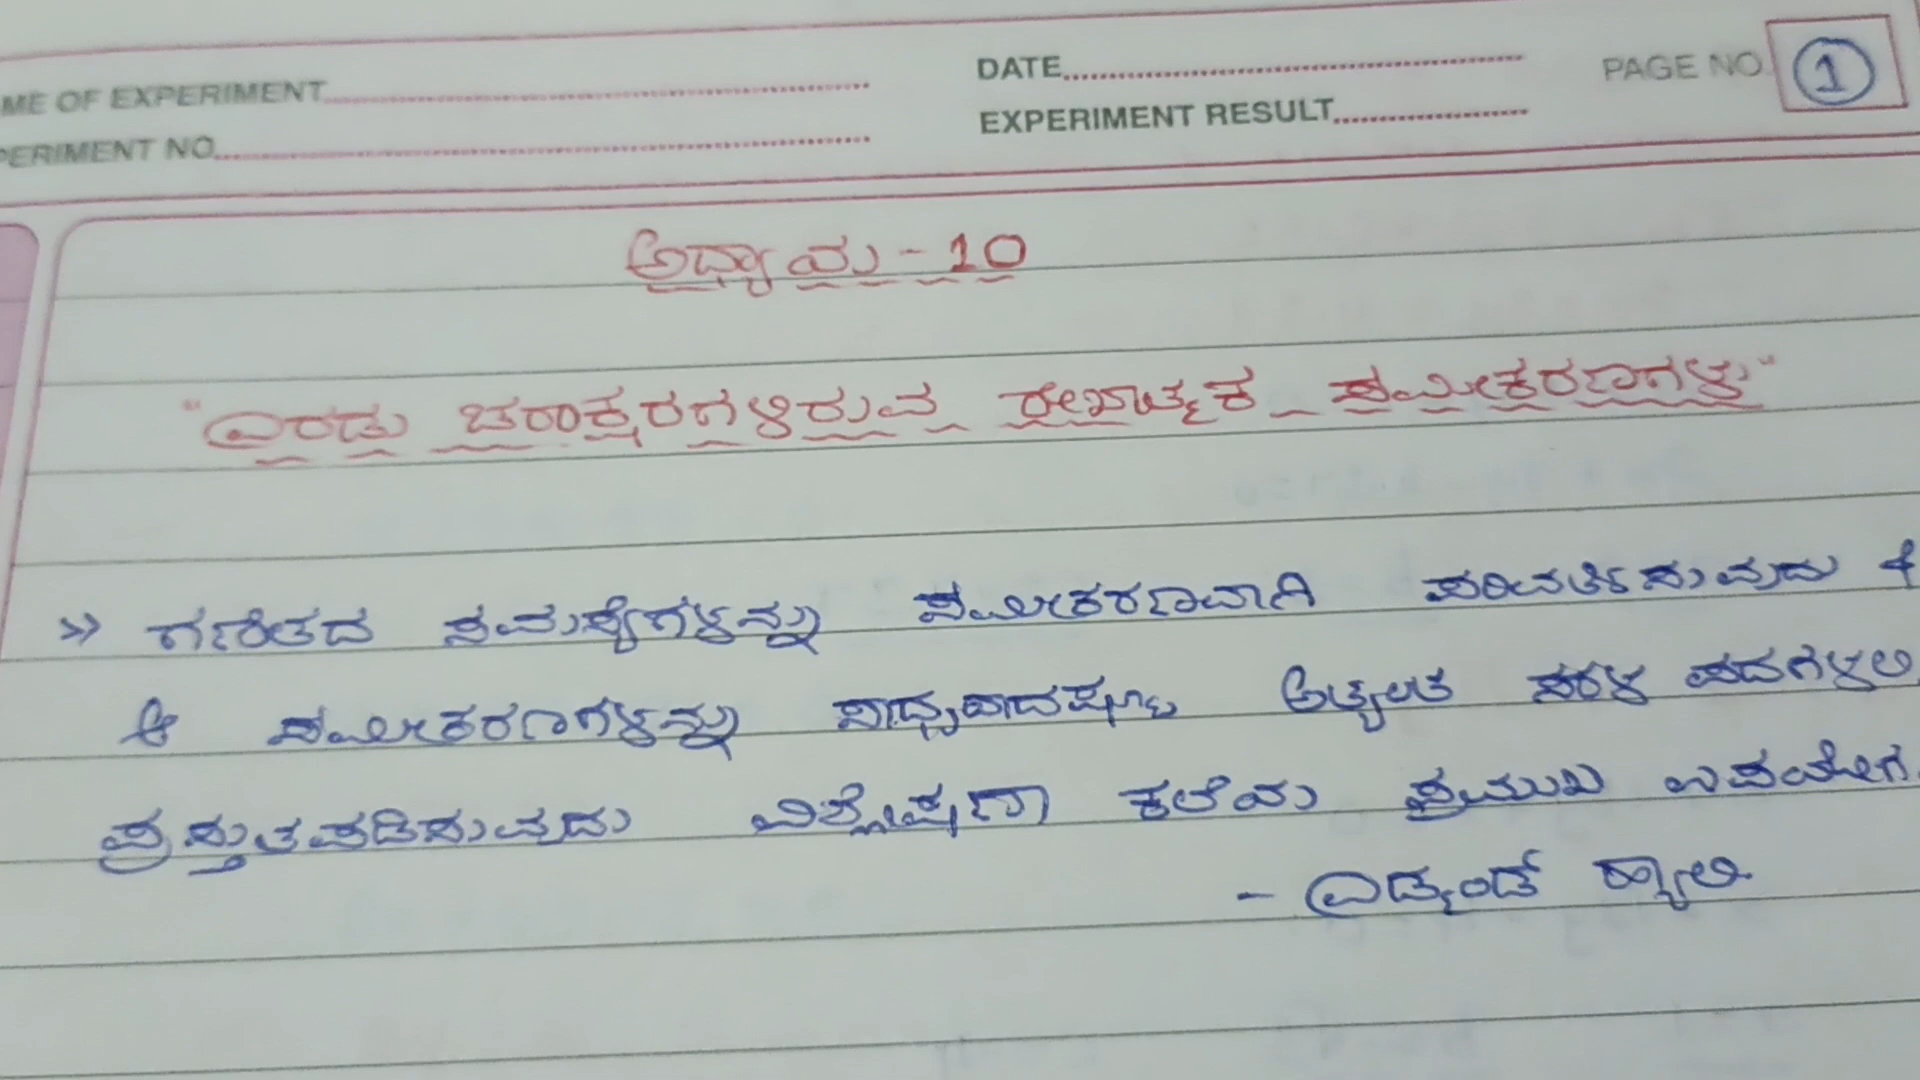 ME OF EXPERIMENT
DATE
PAGE NO. 1
PERIMENT NO
EXPERIMENT RESULT
ಅಧ್ಯಾಯ - 10
"ಎರಡು ಚರಾಕ್ಷರಗಳಿರುವ ರೇಖಾತ್ಮಕ ಸಮೀಕರಣಗಳು"
» ಗಣಿತದ ಸಮಸ್ಯೆಗಳನ್ನು ಸಮೀಕರಣವಾಗಿ ಪರಿವರ್ತಿಸುವುದು
ಆ ಸಮೀಕರಣಗಳನ್ನು ಸಾಧ್ಯವಾದಷ್ಟು ಅತ್ಯಂತ ಸರಳ ಪದಗಳಲಿ
ಪ್ರಸ್ತುತಪಡಿಸುವುದು ವಿಶ್ಲೇಷಣಾ ಕಲೆಯ ಪ್ರಮುಖ ಉಪಯೋಗ
- ಎಡ್ಮಂಡ್ ಹ್ಯಾಲಿ.